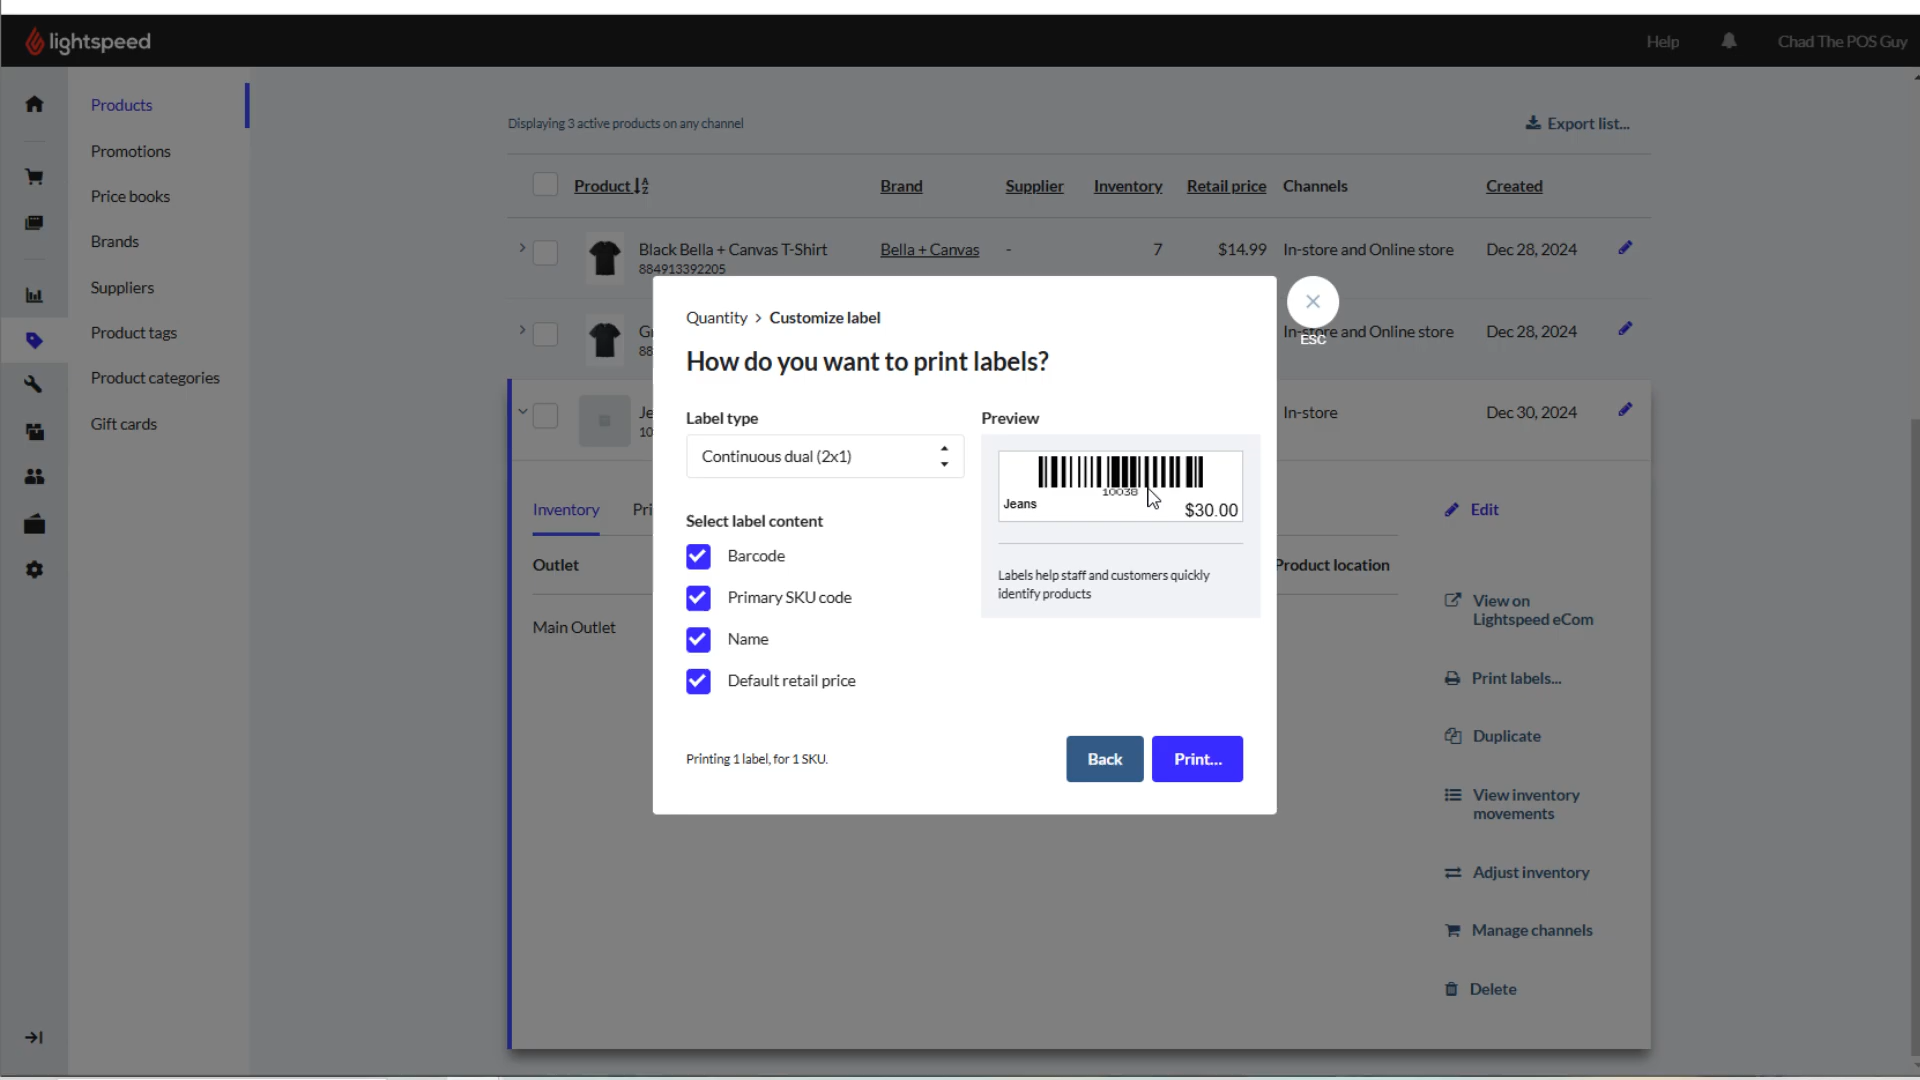 lightspeed
Help
Chad The POS Guy
Products
Promotions
Price books
Brands
Suppliers
Product tags
Product categories
Gift cards
Displaying 3 active products on any channel
Export list...
Product
Brand
Supplier
Inventory
Retail price
Channels
Created
Black Bella + Canvas T-Shirt
884913392205
Bella + Canvas
-
7
$14.99
In-store and Online store
Dec 28, 2024
In-store and Online store
Dec 28, 2024
In-store
Dec 30, 2024
Inventory
Outlet
Main Outlet
Product location
Quantity > Customize label
ESC
How do you want to print labels?
Label type
Continuous dual (2x1)
Select label content
Barcode
Primary SKU code
Name
Default retail price
Preview
10038
Jeans
$30.00
Labels help staff and customers quickly
identify products
Printing 1 label, for 1 SKU.
Back
Print...
Edit
View on
Lightspeed eCom
Print labels...
Duplicate
View inventory
movements
Adjust inventory
Manage channels
Delete